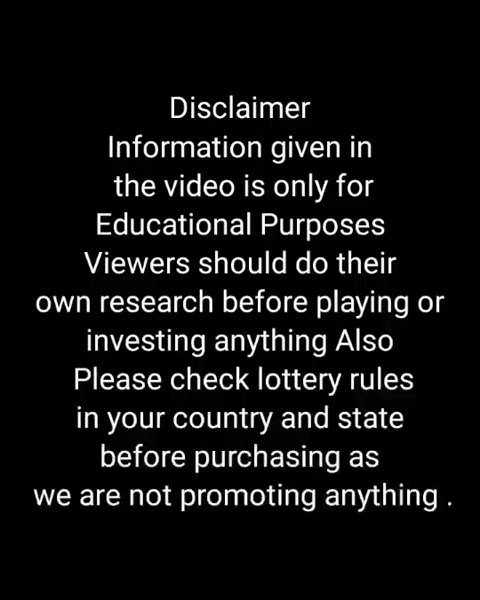 Disclaimer
Information given in
the video is only for
Educational Purposes
Viewers should do their
own research before playing or
investing anything Also
Please check lottery rules
in your country and state
before purchasing as
we are not promoting anything .